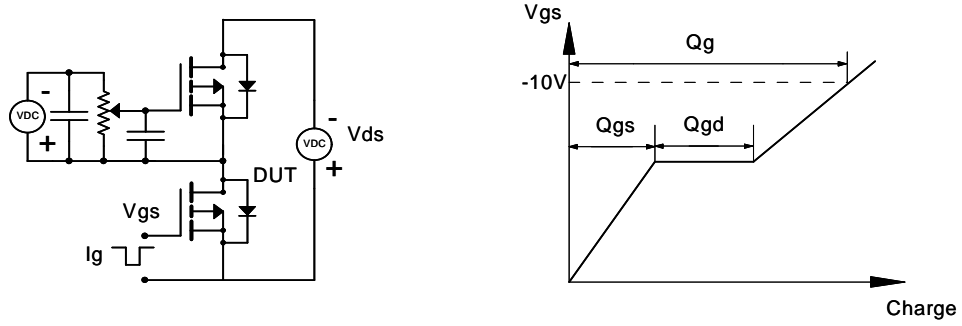 -
VDC
+
-
VDC
+
Vds
DUT
Vgs
Ig
Vgs
Qg
-10V
Qgs
Qgd
Charge